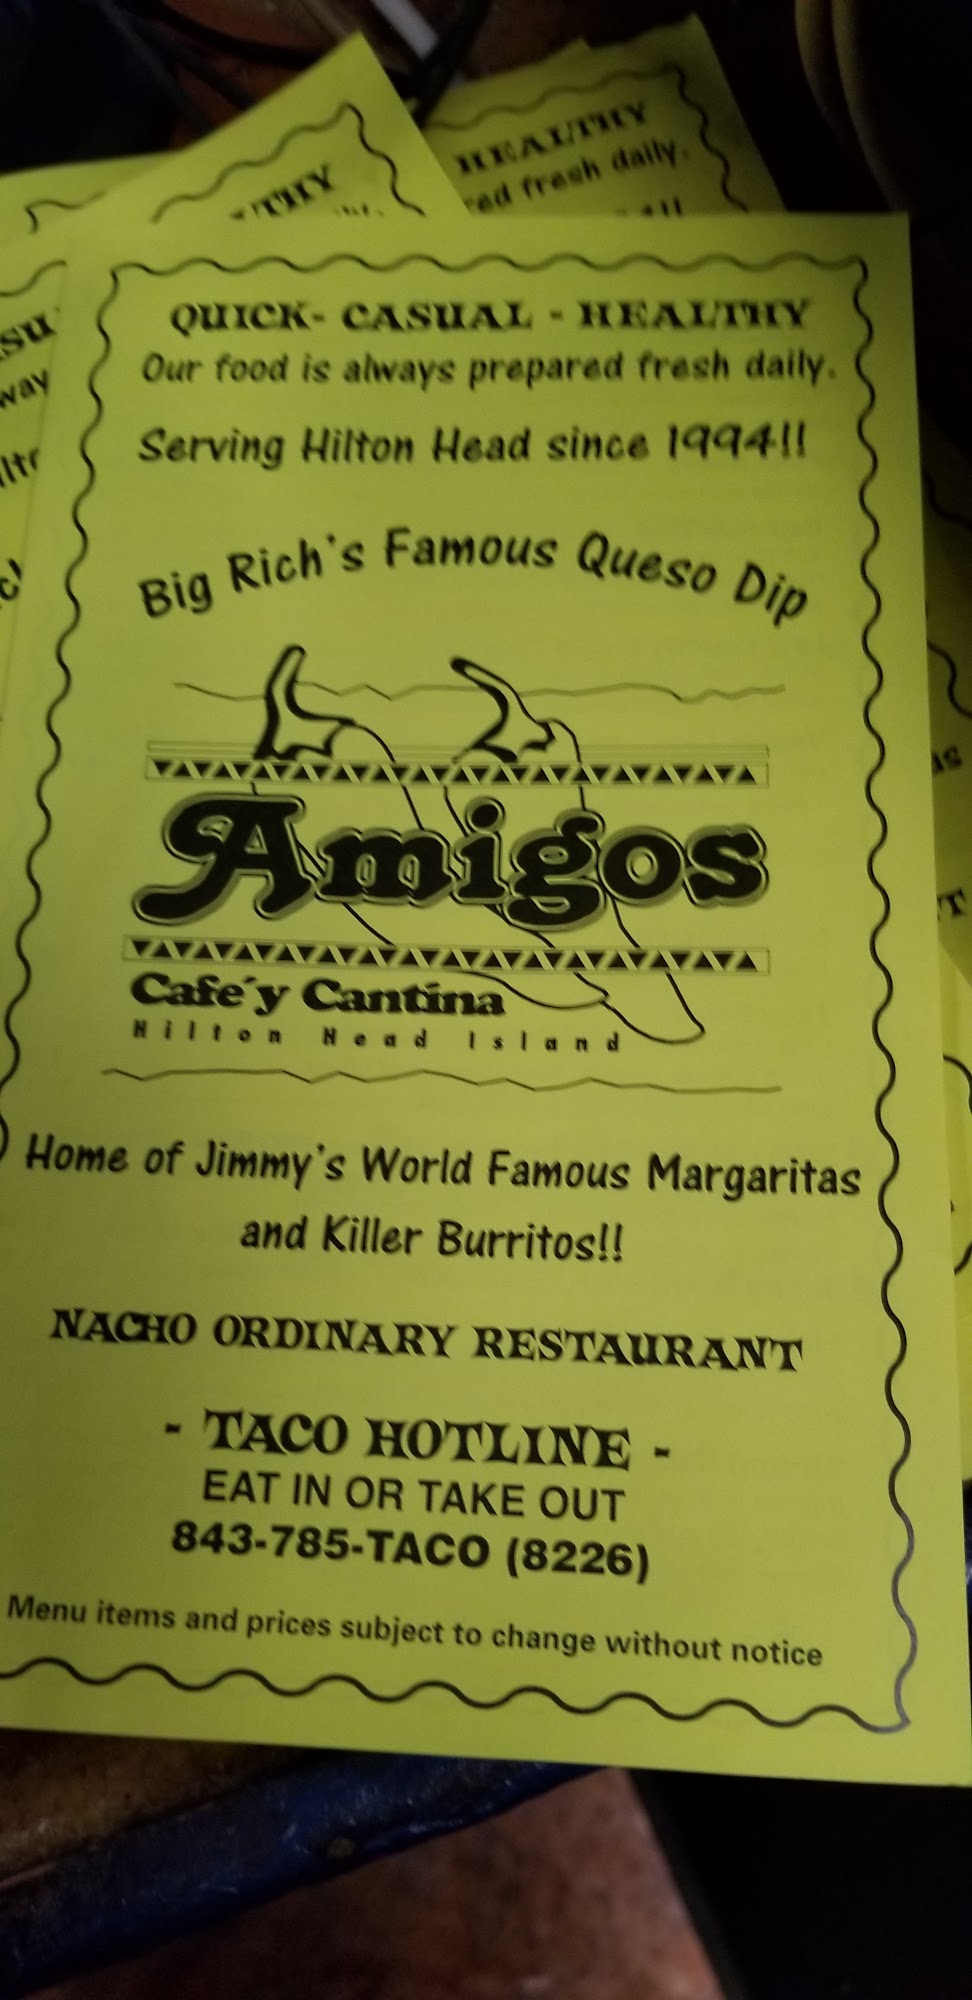 HEALTHY
fresh daily.
QUICK- CASUAL - HEALTHY
Our food is always prepared fresh daily.
Serving Hilton Head since 1994!!
Big Rich's Famous Queso Dip
Amigos
Cafe´y Cantina
Hilton Head Island
Home of Jimmy's World Famous Margaritas
and Killer Burritos!!
NACHO ORDINARY RESTAURANT
- TACO HOTLINE -
EAT IN OR TAKE OUT
843-785-TACO (8226)
Menu items and prices subject to change without notice